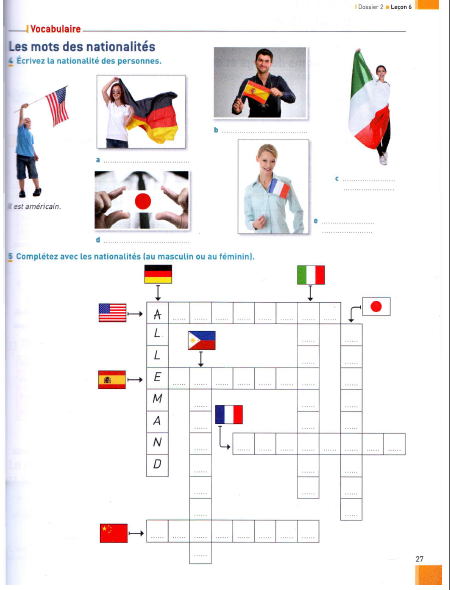 Dossier 2 ■ Leçon 6
Vocabulaire
Les mots des nationalités
4 Écrivez la nationalité des personnes.
a ........................
b ........................
c ........................
Il est américain.
d ........................
e ........................
5 Complétez avec les nationalités (au masculin ou au féminin).
A
L
L
E
M
A
N
D
27